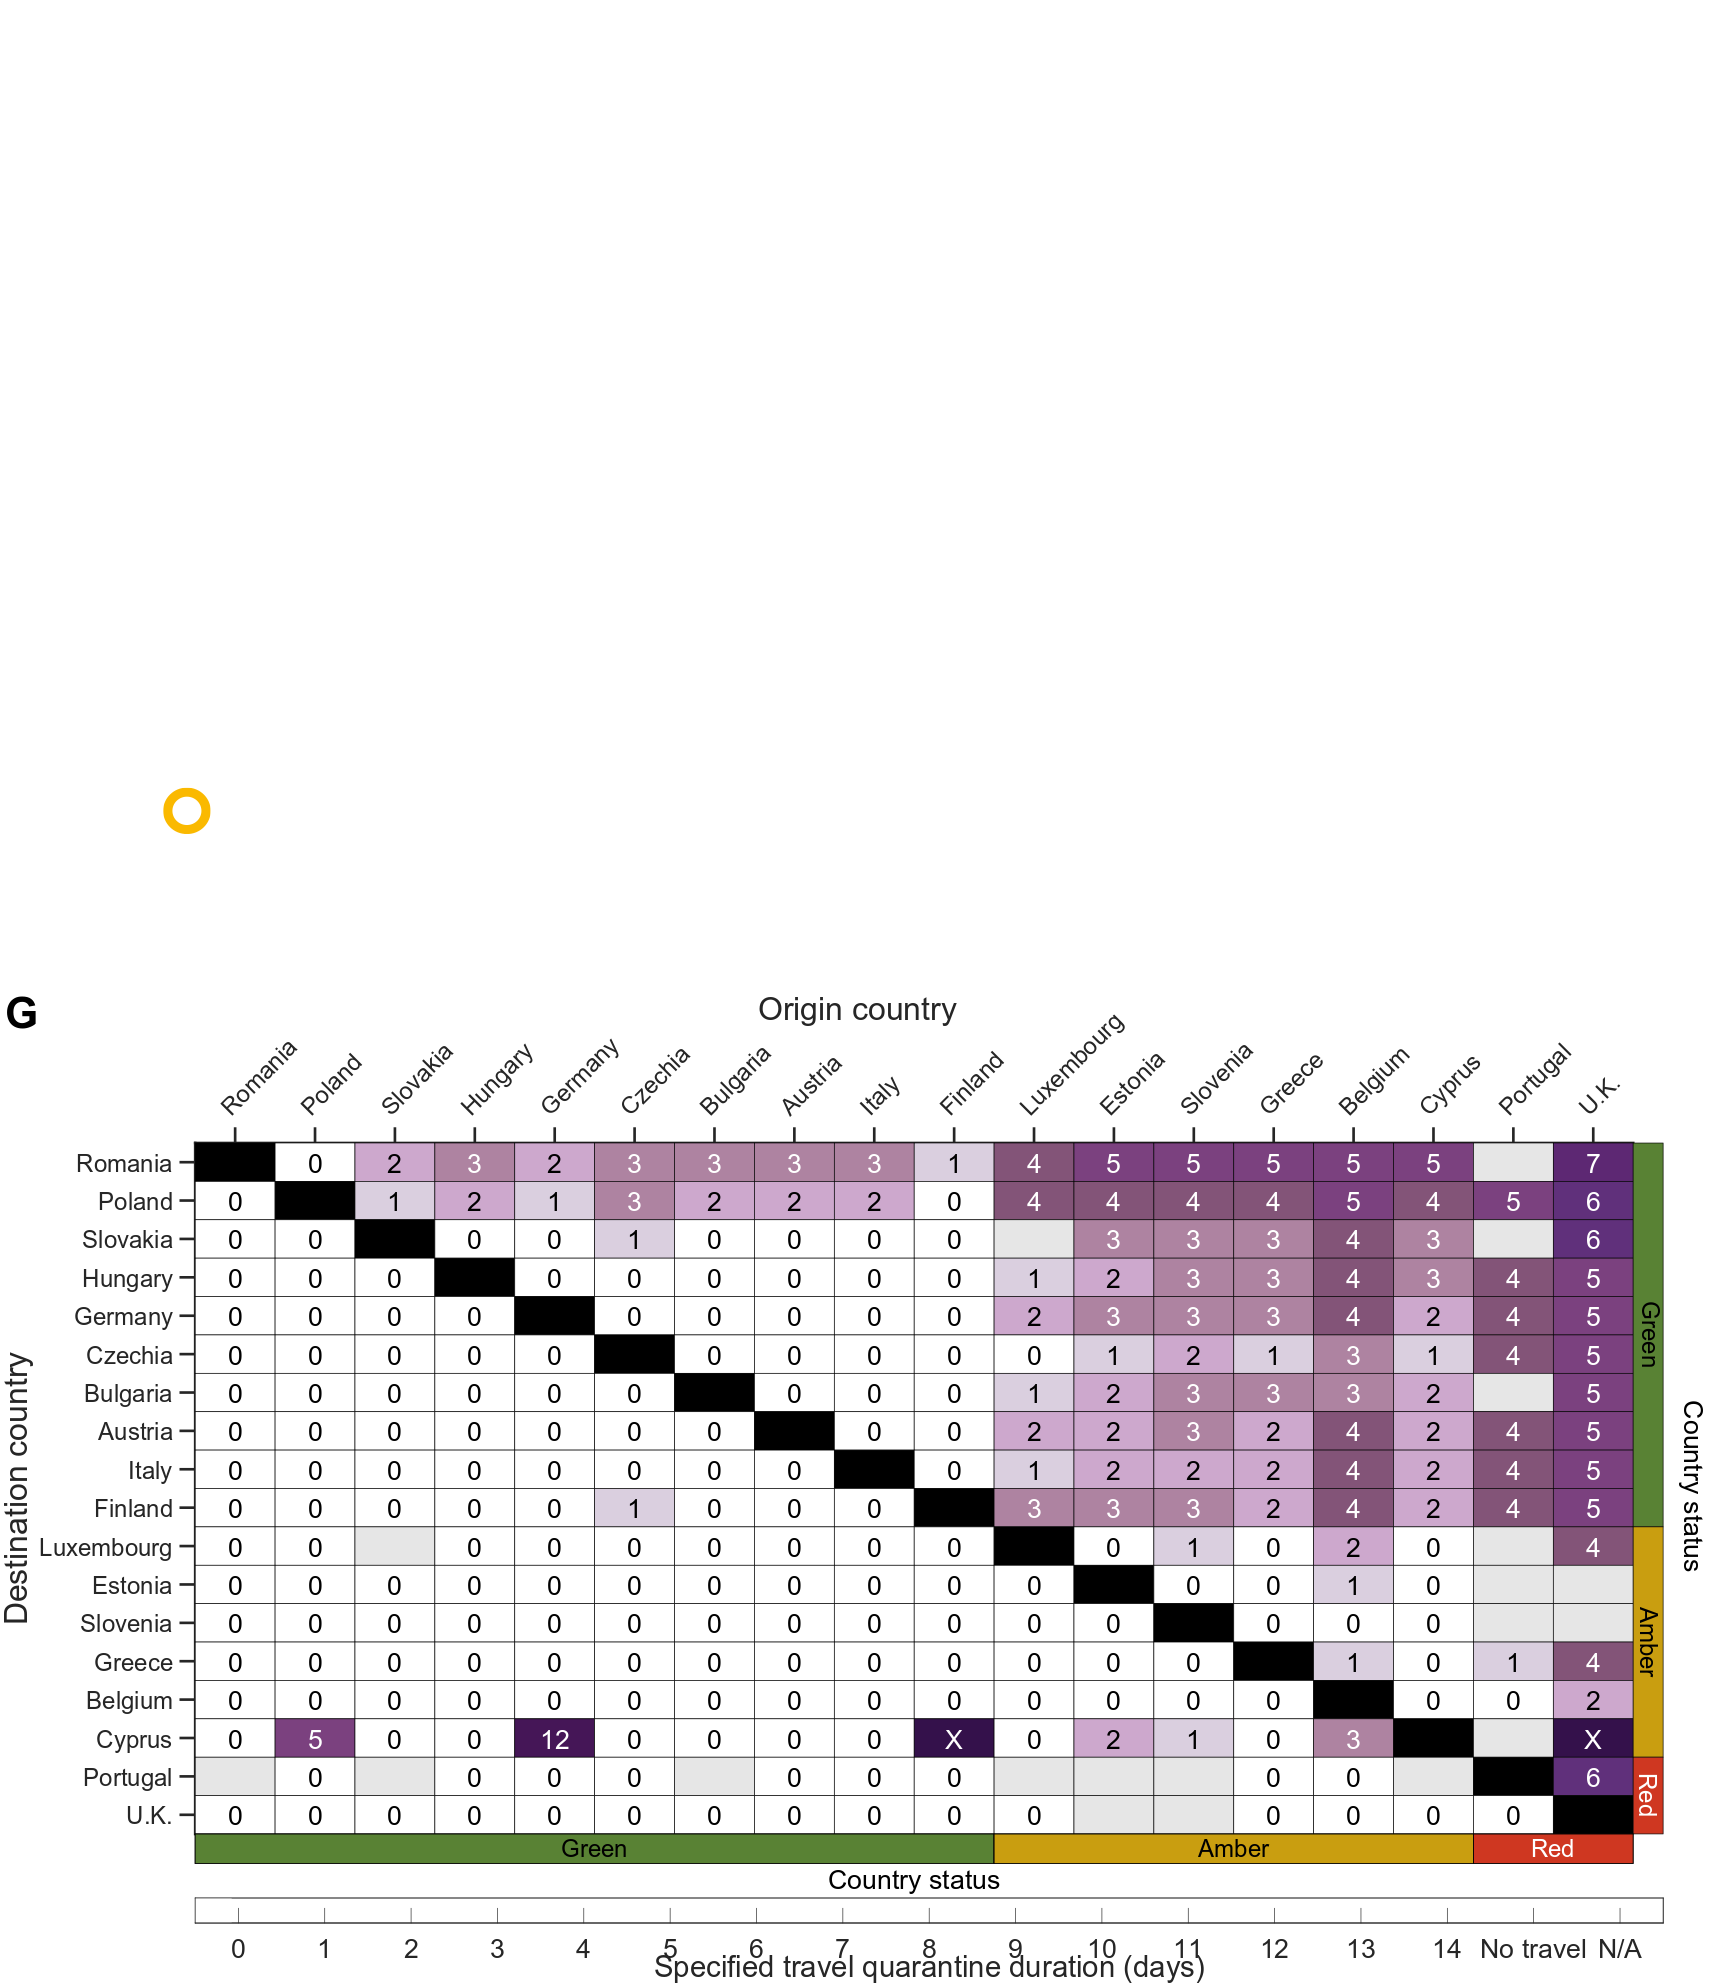 G
Origin country
Romania Poland Slovakia Hungary Germany Czechia Bulgaria Austria Italy Finland Luxembourg Estonia Slovenia Greece Belgium Cyprus Portugal U.K.
Destination country
Romania 0 2 3 2 3 3 3 3 1 4 5 5 5 5 5 7
Poland 0 1 2 1 3 2 2 2 0 4 4 4 4 5 4 5 6
Slovakia 0 0 0 0 1 0 0 0 0 3 3 3 4 3 6
Hungary 0 0 0 0 0 0 0 0 0 1 2 3 3 4 3 4 5
Germany 0 0 0 0 0 0 0 0 0 2 3 3 3 4 2 4 5
Czechia 0 0 0 0 0 0 0 0 0 0 1 2 1 3 1 4 5
Bulgaria 0 0 0 0 0 0 0 0 0 1 2 3 3 3 2 5
Austria 0 0 0 0 0 0 0 0 0 2 2 3 2 4 2 4 5
Italy 0 0 0 0 0 0 0 0 0 1 2 2 2 4 2 4 5
Finland 0 0 0 0 0 1 0 0 0 3 3 3 2 4 2 4 5
Luxembourg 0 0 0 0 0 0 0 0 0 0 1 0 2 0 4
Estonia 0 0 0 0 0 0 0 0 0 0 0 0 0 1 0
Slovenia 0 0 0 0 0 0 0 0 0 0 0 0 0 0 0 0
Greece 0 0 0 0 0 0 0 0 0 0 0 0 0 1 0 1 4
Belgium 0 0 0 0 0 0 0 0 0 0 0 0 0 0 0 0 2
Cyprus 0 5 0 0 12 0 0 0 0 X 0 2 1 0 3 X
Portugal 0 0 0 0 0 0 0 0 0 6
U.K. 0 0 0 0 0 0 0 0 0 0 0 0 0 0 0
Green
Amber
Red
Country status
Green Amber Red
Country status
0 1 2 3 4 5 6 7 8 9 10 11 12 13 14 No travel N/A
Specified travel quarantine duration (days)